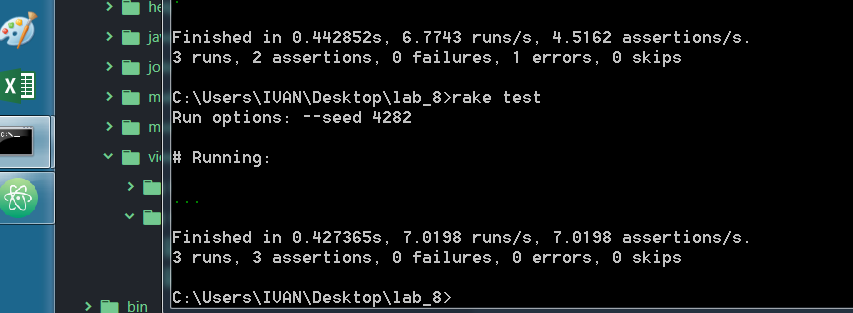 he
jav
jo
m
m
vie
bin
Finished in 0.442852s, 6.7743 runs/s, 4.5162 assertions/s.
3 runs, 2 assertions, 0 failures, 1 errors, 0 skips
C:\Users\IVAN\Desktop\lab_8>rake test
Run options: --seed 4282
# Running:
...
Finished in 0.427365s, 7.0198 runs/s, 7.0198 assertions/s.
3 runs, 3 assertions, 0 failures, 0 errors, 0 skips
C:\Users\IVAN\Desktop\lab_8>